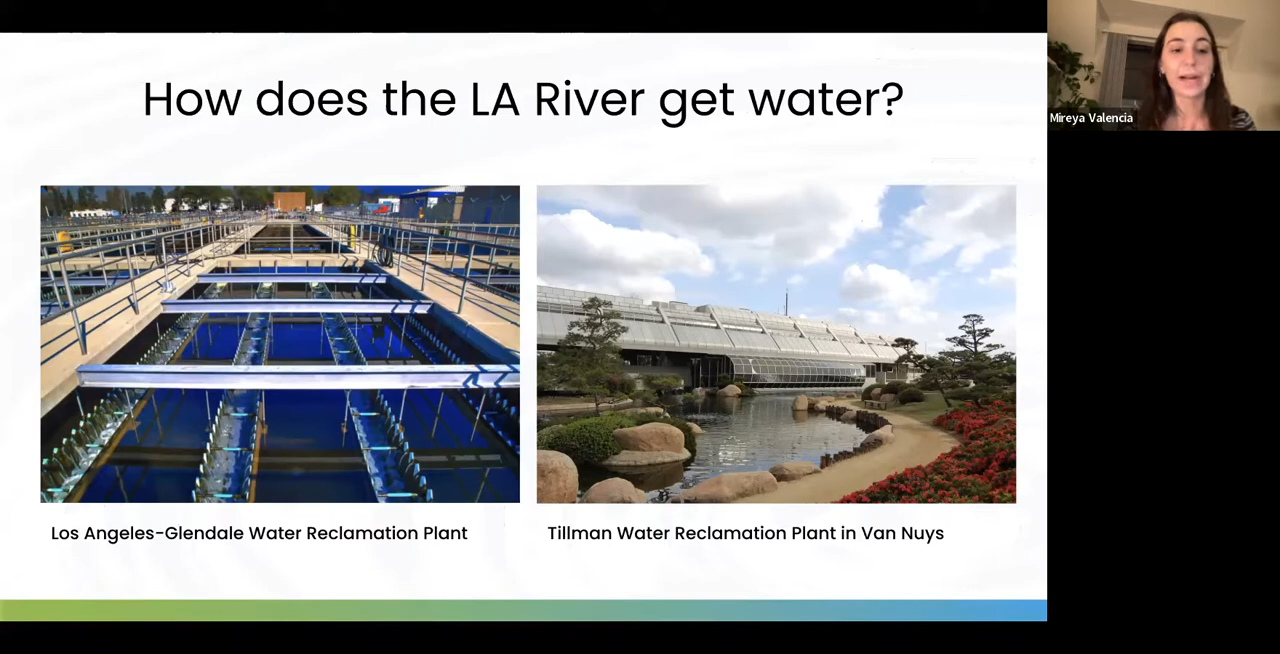 How does the LA River get water?
Mireya Valencia
Los Angeles-Glendale Water Reclamation Plant
Tillman Water Reclamation Plant in Van Nuys